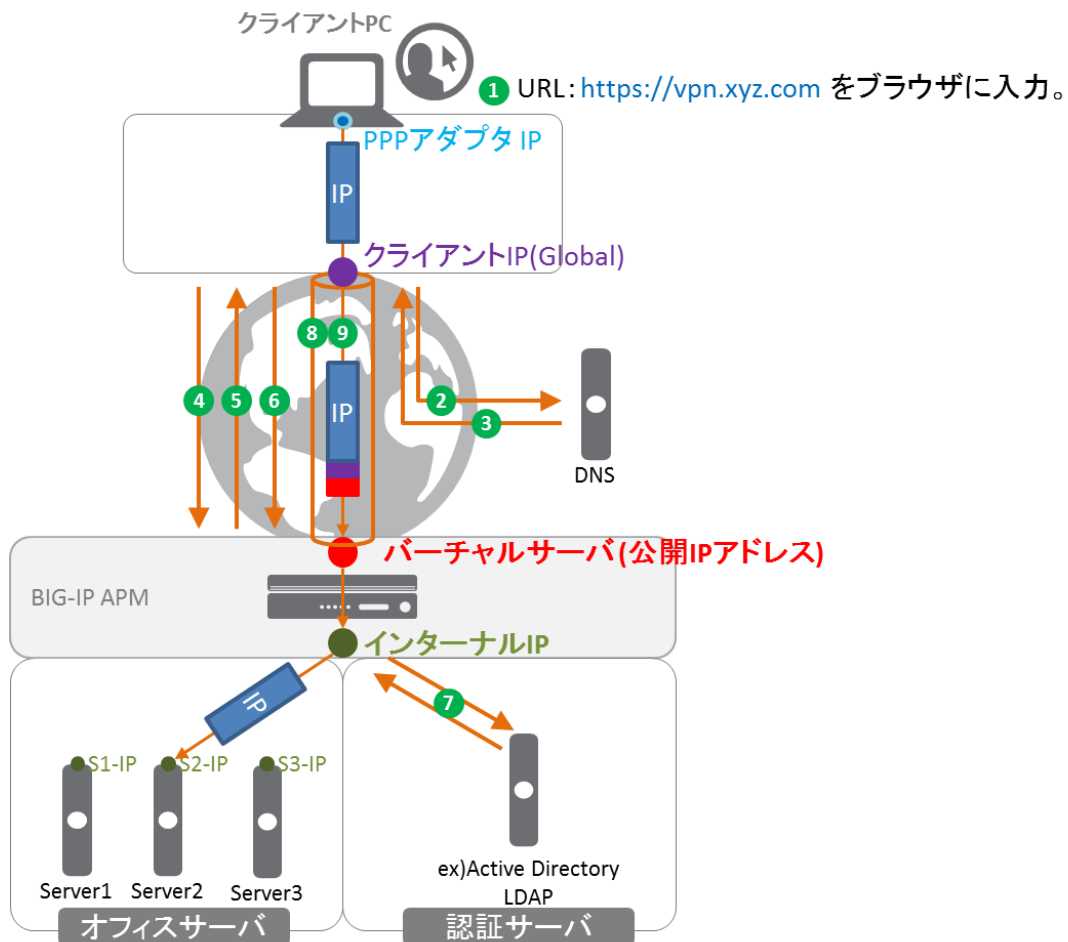 クライアントPC
1 URL：https://vpn.xyz.com をブラウザに入力。
PPPアダプタ IP
IP
クライアントIP(Global)
8 9
4 5 6
IP
2
3
DNS
バーチャルサーバ(公開IPアドレス)
BIG-IP APM
インターナルIP
IP
7
S1-IP S2-IP S3-IP
Server1 Server2 Server3
ex)Active Directory
LDAP
オフィスサーバ
認証サーバ